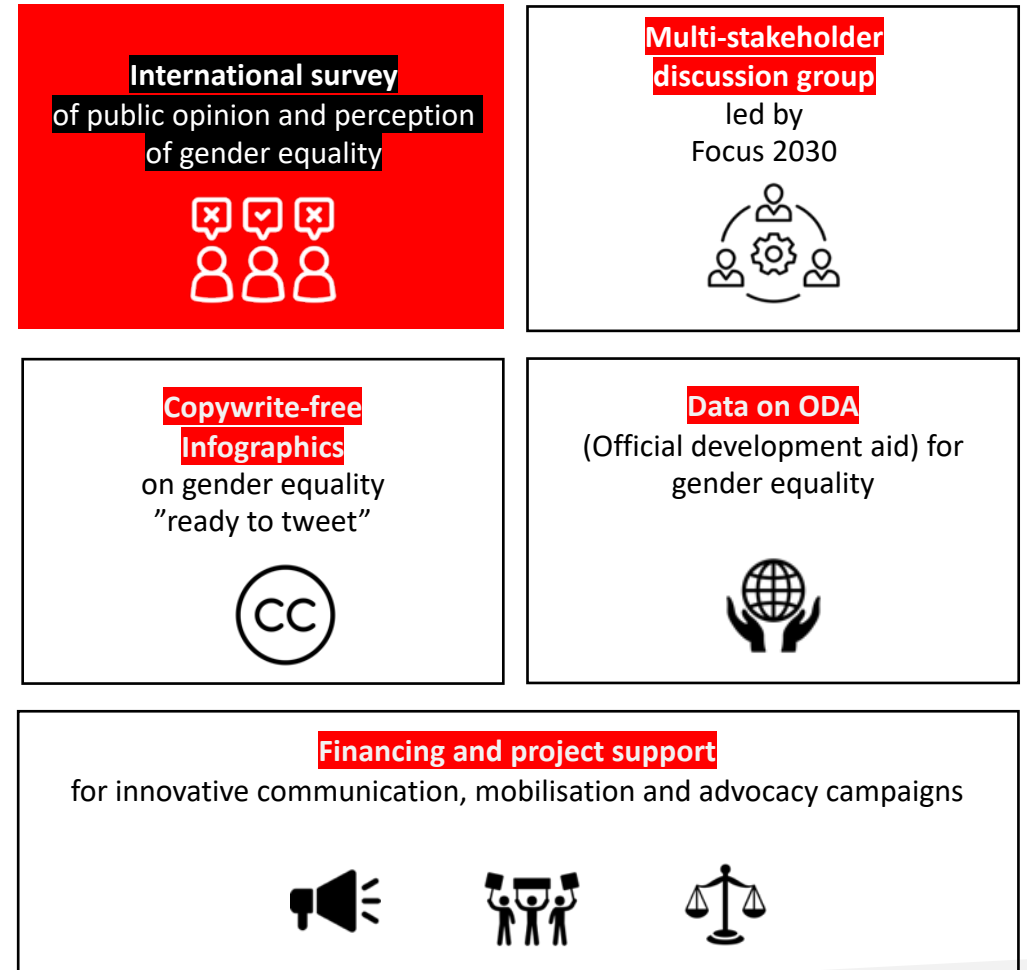 International survey
of public opinion and perception
of gender equality
Multi-stakeholder
discussion group
led by
Focus 2030
Copywrite-free
Infographics
on gender equality
”ready to tweet”
CC
Data on ODA
(Official development aid) for
gender equality
Financing and project support
for innovative communication, mobilisation and advocacy campaigns